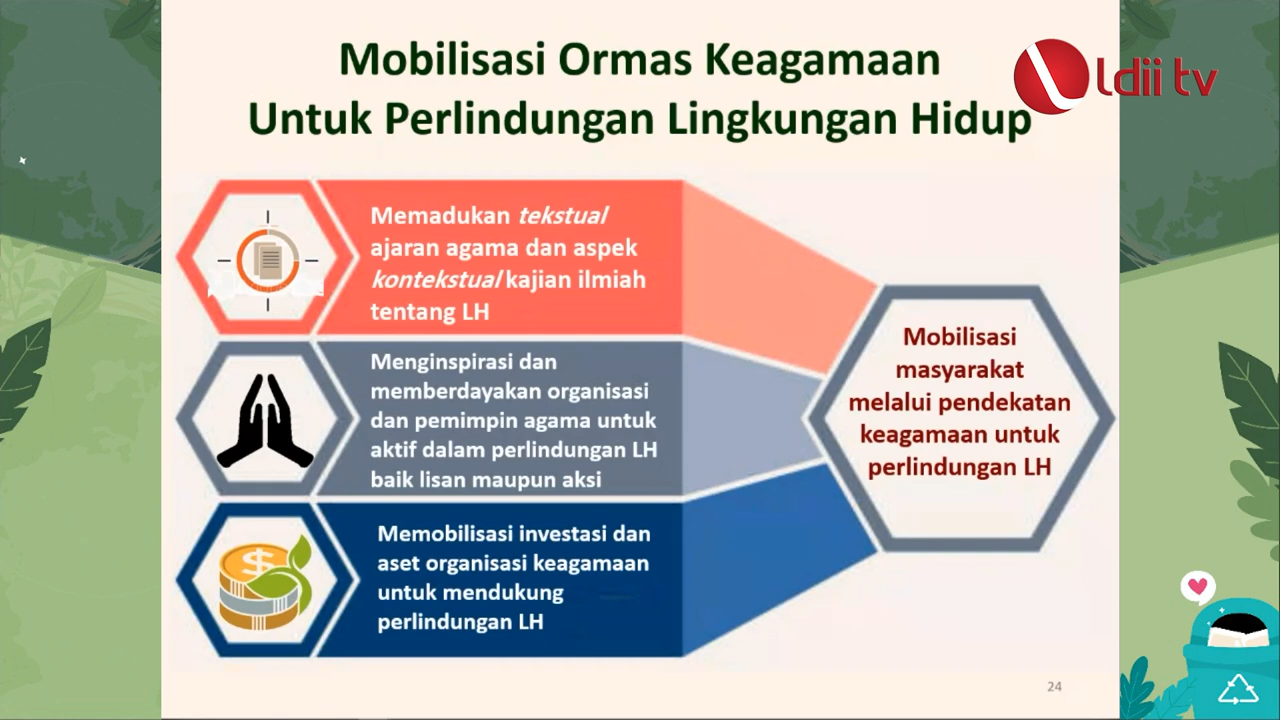 Mobilisasi Ormas Keagamaan
Untuk Perlindungan Lingkungan Hidup
Ldii tv
Memadukan tekstual
ajaran agama dan aspek
kontekstual kajian ilmiah
tentang LH
Menginspirasi dan
memberdayakan organisasi
dan pemimpin agama untuk
aktif dalam perlindungan LH
baik lisan maupun aksi
$
Memobilisasi investasi dan
aset organisasi keagamaan
untuk mendukung
perlindungan LH
Mobilisasi
masyarakat
melalui pendekatan
keagamaan untuk
perlindungan LH
24